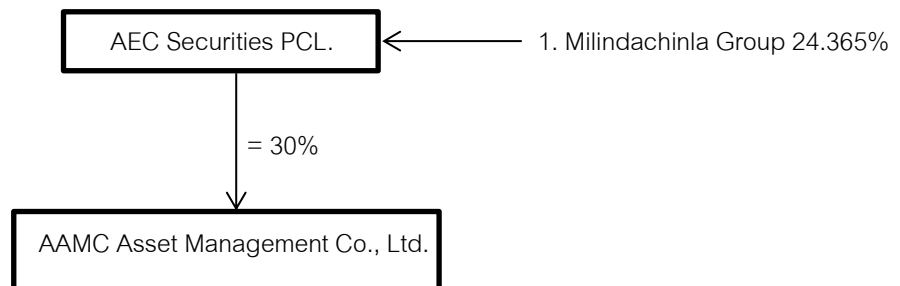 AEC Securities PCL.
1. Milindachinla Group 24.365%
= 30%
AAMC Asset Management Co., Ltd.